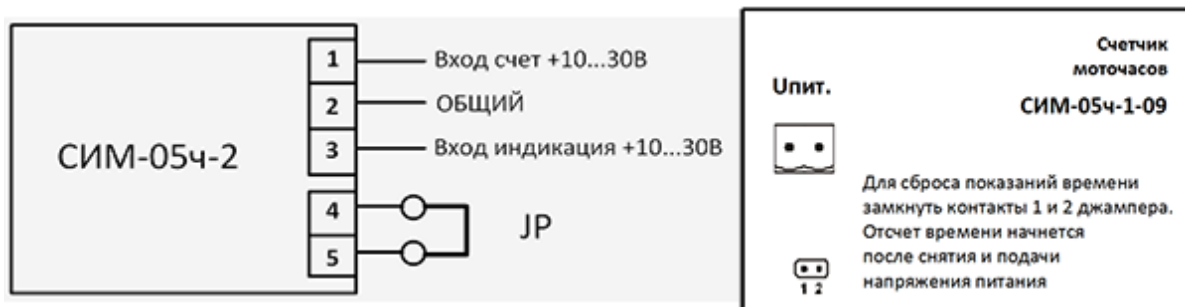 СИМ-05ч-2
1
Вход счет +10...30В
2
ОБЩИЙ
3
Вход индикация +10...30В
4
5
JP
Счетчик
моточасов
Uпит.
СИМ-05ч-1-09
Для сброса показаний времени
замкнуть контакты 1 и 2 джампера.
Отсчет времени начнется
после снятия и подачи
напряжения питания
1 2